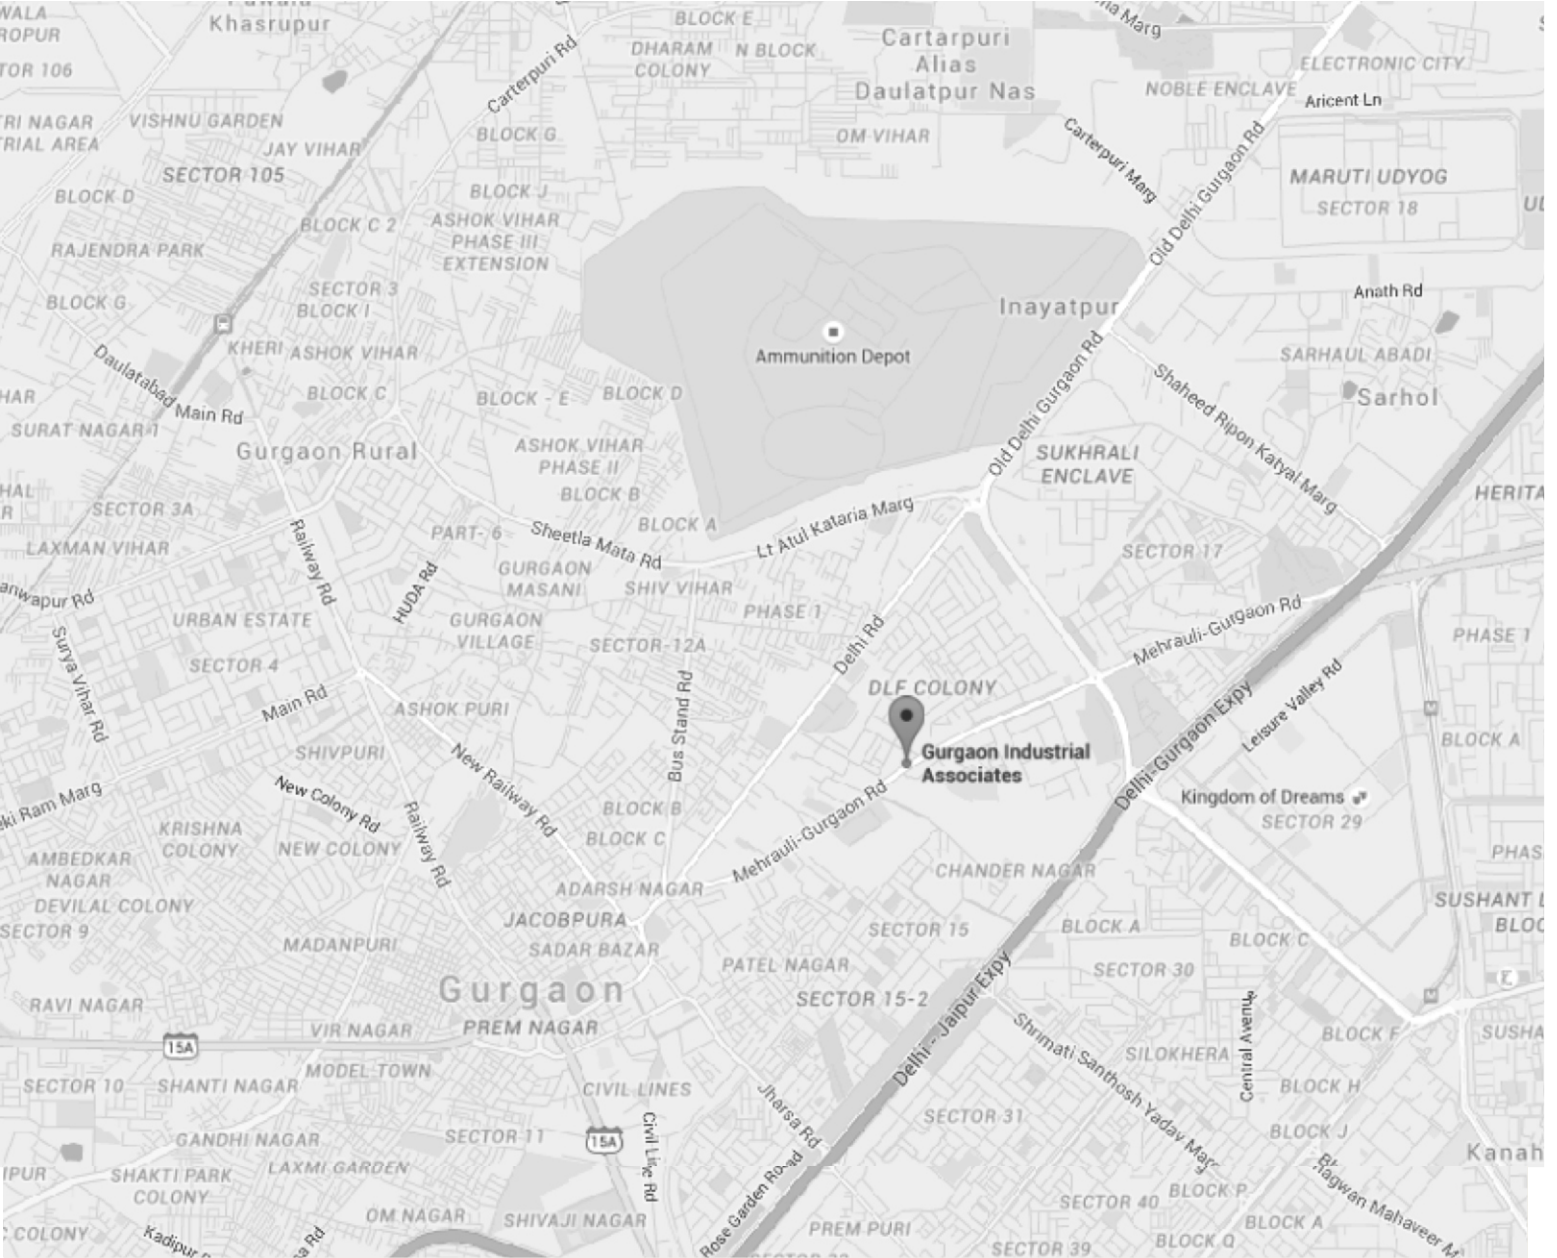 Khasrupur
BLOCK E
DHARAM
COLONY
N BLOCK
Cartarpuri
Alias
Daulatpur Nas
ELECTRONIC CITY
NOBLE ENCLAVE
Aricent Ln
Carterpuri Rd
VISHNU GARDEN
JAY VIHAR
BLOCK G
OM VIHAR
Carterpuri Marg
Old Delhi Gurgaon Rd
SECTOR 105
BLOCK D
BLOCK J
MARUTI UDYOG
SECTOR 18
BLOCK C 2
ASHOK VIHAR
PHASE III
EXTENSION
RAJENDRA PARK
BLOCK G
SECTOR 3
BLOCK I
Inayatpur
Anath Rd
KHERI
ASHOK VIHAR
Ammunition Depot
SARHAUL ABADI
Sarhol
Daulatabad Main Rd
BLOCK C
BLOCK - E
BLOCK D
Old Delhi Gurgaon Rd
Shaheed Ripon Katyal Marg
SURAT NAGAR-1
Gurgaon Rural
ASHOK VIHAR
PHASE II
BLOCK B
SUKHRALI
ENCLAVE
SECTOR 3A
BLOCK A
PART- 6
Sheetla Mata Rd
Lt Atul Kataria Marg
LAXMAN VIHAR
Railway Rd
HUDA Rd
GURGAON
MASANI
SHIV VIHAR
SECTOR 17
URBAN ESTATE
GURGAON
VILLAGE
PHASE 1
SECTOR-12A
Delhi Rd
Mehrauli-Gurgaon Rd
PHASE 1
Surya Vihar Rd
SECTOR 4
Main Rd
ASHOK PURI
Bus Stand Rd
DLF COLONY
Leisure Valley Rd
Delhi-Gurgaon Expy
BLOCK A
SHIVPURI
New Railway Rd
Gurgaon Industrial
Associates
New Colony Rd
Railway Rd
BLOCK B
BLOCK C
Mehrauli-Gurgaon Rd
Kingdom of Dreams
SECTOR 29
KRISHNA
COLONY
NEW COLONY
AMBEDKAR
NAGAR
ADARSH NAGAR
CHANDER NAGAR
DEVILAL COLONY
SECTOR 9
JACOBPURA
SADAR BAZAR
SECTOR 15
BLOCK A
BLOCK C
MADANPURI
PATEL NAGAR
SECTOR 30
Gurgaon
SECTOR 15-2
Delhi - Jaipur Expy
RAVI NAGAR
VIR NAGAR
PREM NAGAR
15A
Shrimati Santhosh Yadav Marg
SILOKHERA
Central Avenue
BLOCK F
SECTOR 10
SHANTI NAGAR
MODEL TOWN
CIVIL LINES
BLOCK H
Jharsa Rd
SECTOR 31
BLOCK J
GANDHI NAGAR
SECTOR 11
15A
Civil Line Rd
SHAKTI PARK
COLONY
LAXMI GARDEN
Rose Garden Road
SECTOR 40
BLOCK P
Bhagwan Mahaveer
OM NAGAR
SHIVAJI NAGAR
PREM PURI
BLOCK A
BLOCK Q
SECTOR 39